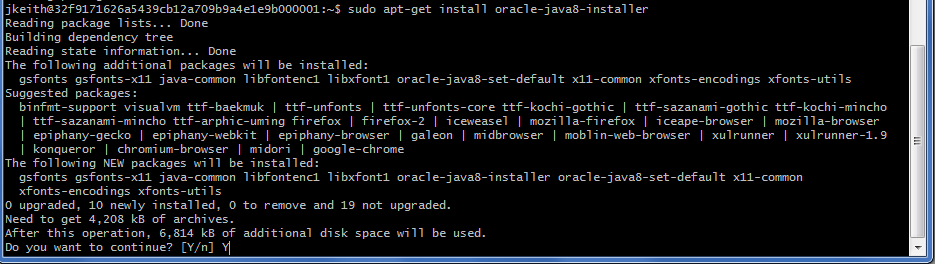 jkeith@32f9171626a5439cb12a709b9a4e1e9b000001:~$ sudo apt-get install oracle-java8-installer
Reading package lists... Done
Building dependency tree
Reading state information... Done
The following additional packages will be installed:
  gsfonts gsfonts-x11 java-common libfontenc1 libxfont1 oracle-java8-set-default x11-common xfonts-encodings xfonts-utils
Suggested packages:
  binfmt-support visualvm ttf-baekmuk | ttf-unfonts | ttf-unfonts-core ttf-kochi-gothic | ttf-sazanami-gothic ttf-kochi-mincho
  | ttf-sazanami-mincho ttf-arphic-uming firefox | firefox-2 | iceweasel | mozilla-firefox | iceape-browser | mozilla-browser
  | epiphany-gecko | epiphany-webkit | epiphany-browser | galeon | midbrowser | moblin-web-browser | xulrunner | xulrunner-1.9
  | konqueror | chromium-browser | midori | google-chrome
The following NEW packages will be installed:
  gsfonts gsfonts-x11 java-common libfontenc1 libxfont1 oracle-java8-installer oracle-java8-set-default x11-common
  xfonts-encodings xfonts-utils
0 upgraded, 10 newly installed, 0 to remove and 19 not upgraded.
Need to get 4,208 kB of archives.
After this operation, 6,814 kB of additional disk space will be used.
Do you want to continue? [Y/n] Y